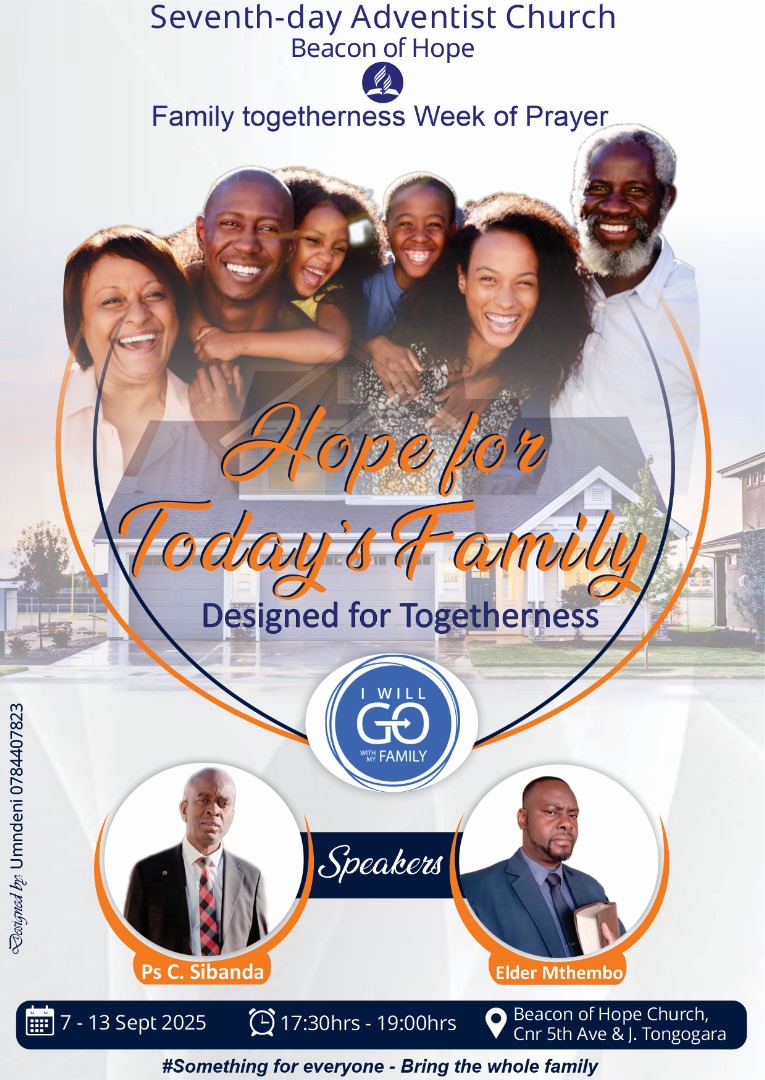 Seventh-day Adventist Church
Beacon of Hope
Family togetherness Week of Prayer
Hope for
Today's Family
Designed for Togetherness
I WILL
GO
WITH MY FAMILY
Speakers
Ps C. Sibanda
Elder Mthembo
Designed by: Umndeni 0784407823
7 - 13 Sept 2025
17:30hrs - 19:00hrs
Beacon of Hope Church,
Cnr 5th Ave & J. Tongogara
#Something for everyone - Bring the whole family